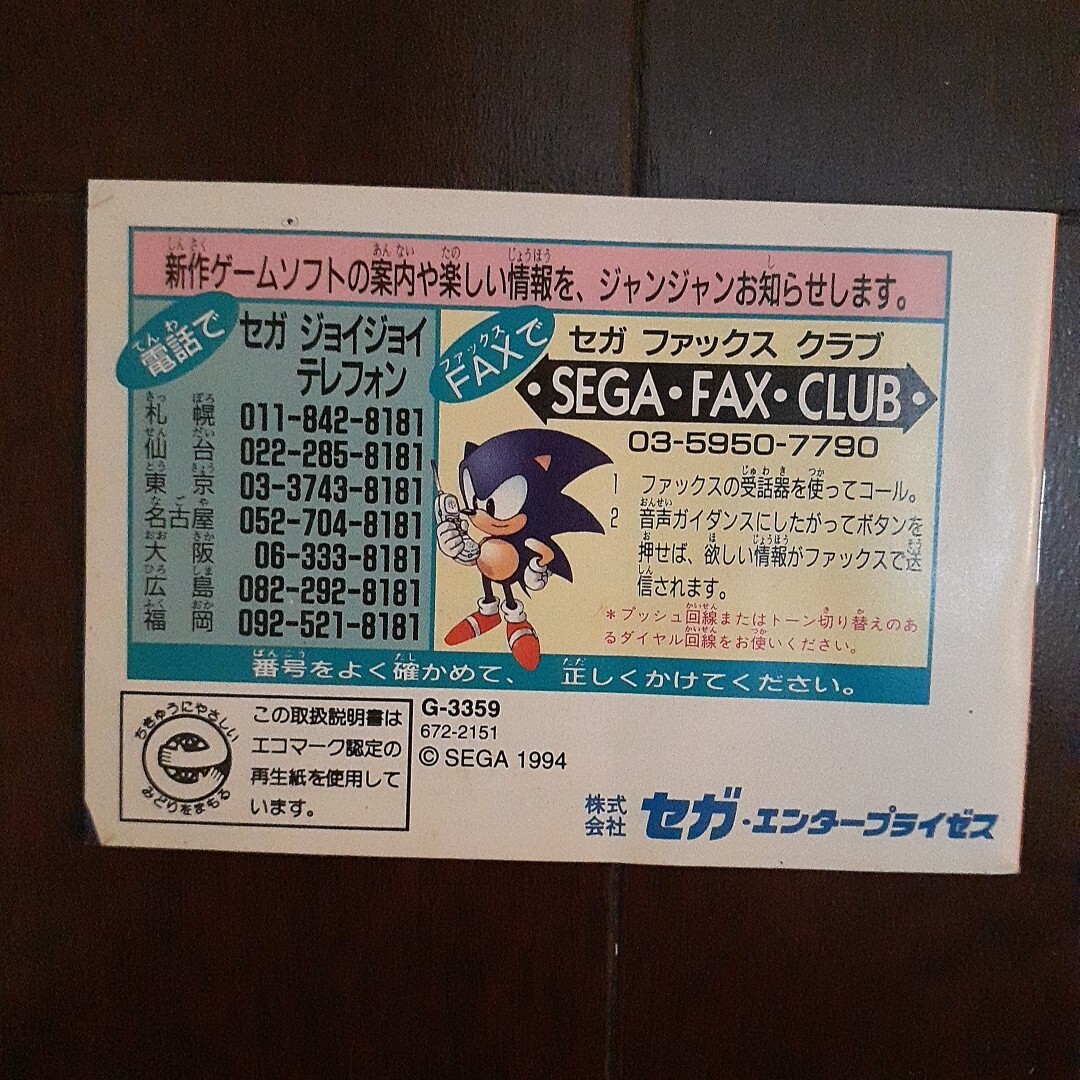 新作ゲームソフトの案内や楽しい情報を、ジャンジャンお知らせします。
電話で
セガ ジョイジョイ
テレフォン
札幌 011-842-8181
仙台 022-285-8181
東京 03-3743-8181
名古屋 052-704-8181
大阪 06-333-8181
広島 082-292-8181
福岡 092-521-8181
FAXで
セガ ファックス クラブ
・SEGA・FAX・CLUB・
03-5950-7790
1 ファックスの受話器を使ってコール。
2 音声ガイダンスにしたがってボタンを
押せば、欲しい情報がファックスで送
信されます。
＊プッシュ回線またはトーン切り替えのあ
るダイヤル回線をお使いください。
番号をよく確かめて、 正しくかけてください。
ちきゅうにやさしい
みどりをまもる
この取扱説明書は
エコマーク認定の
再生紙を使用して
います。
G-3359
672-2151
© SEGA 1994
株式会社 セガ・エンタープライゼス